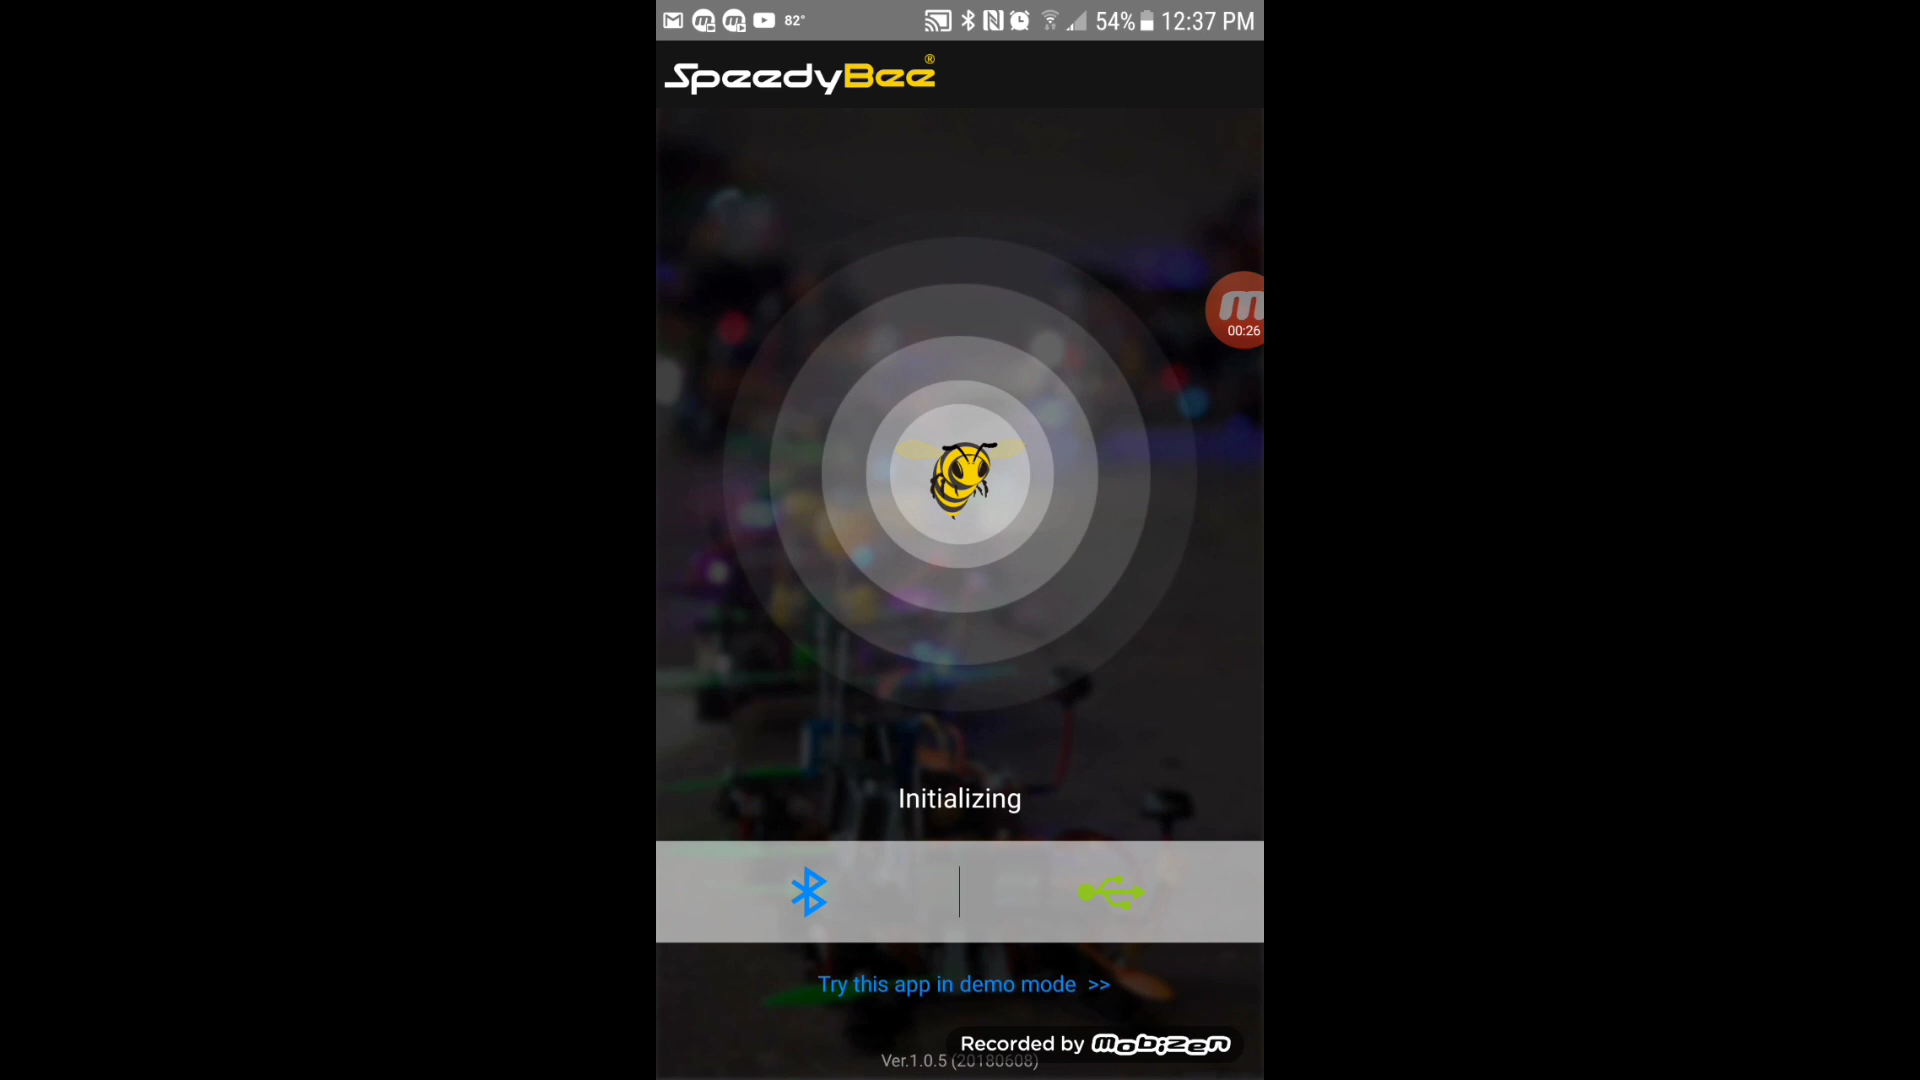 82° 54% 12:37 PM
SpeedyBee®
00:26
Initializing
Try this app in demo mode >>
Recorded by mobizen
Ver.1.0.5 (20180608)